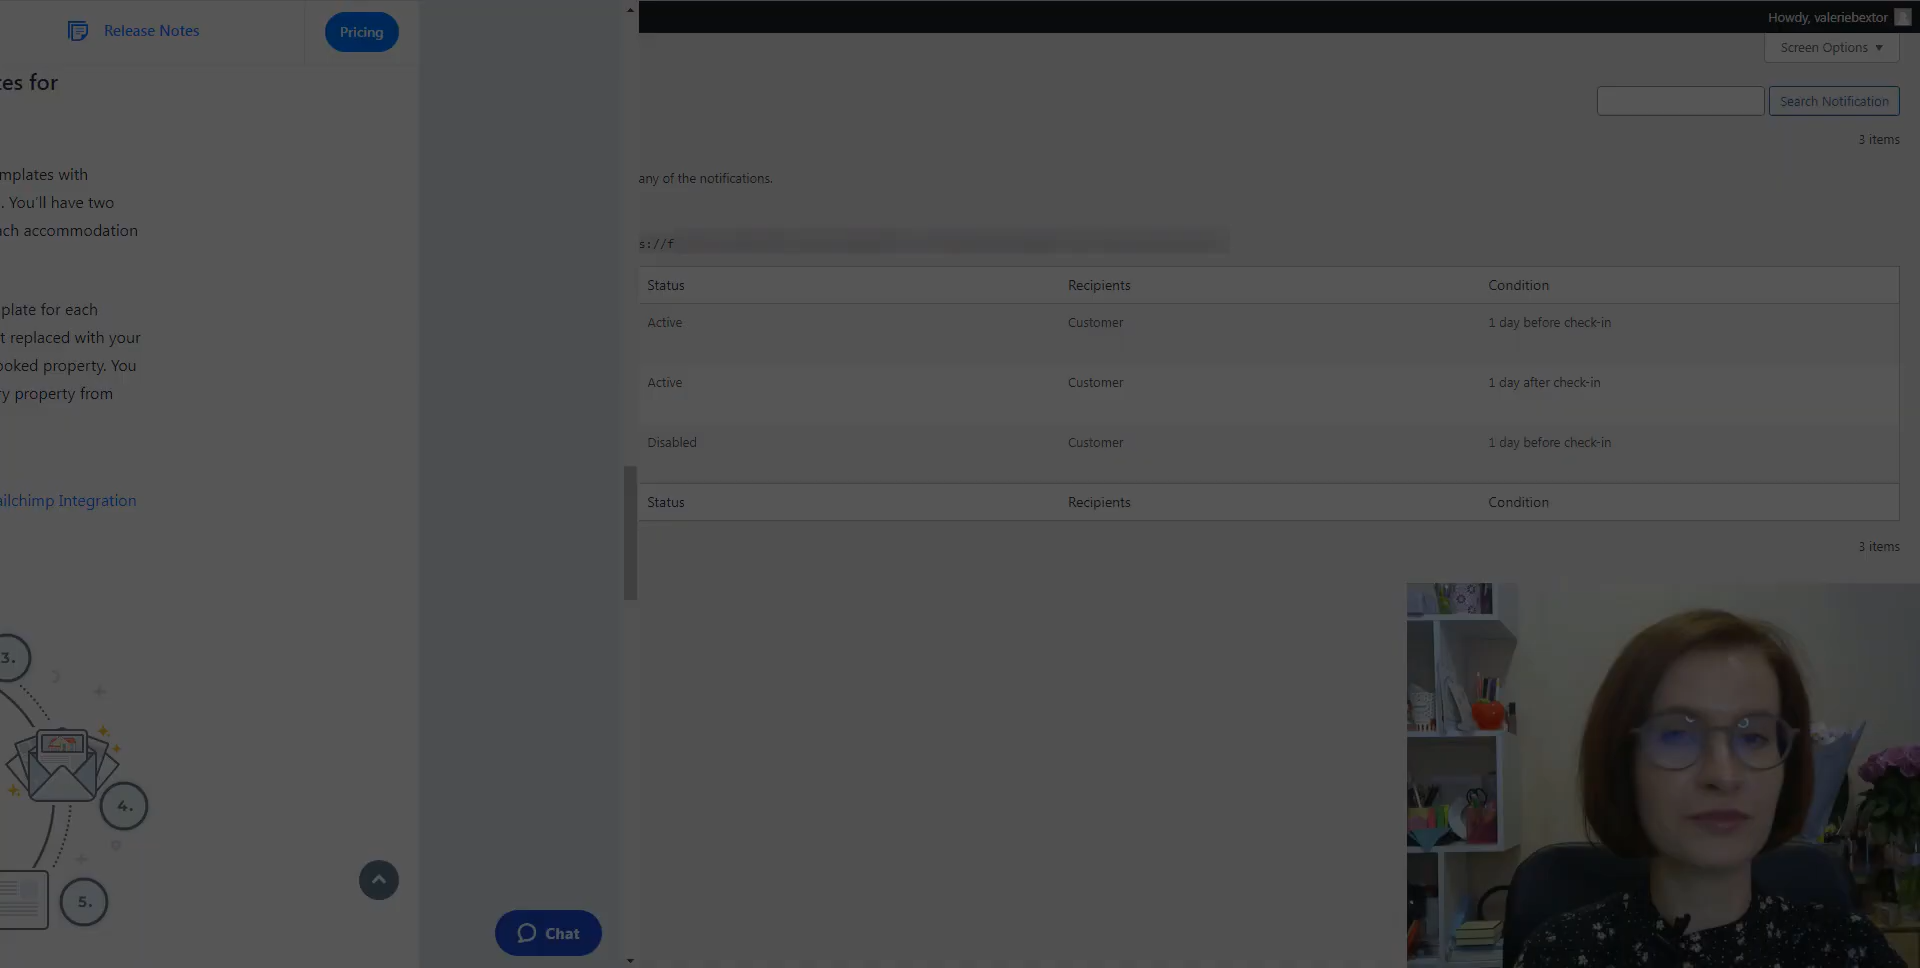 Release Notes
Pricing
es for
mplates with
. You'll have two
ch accommodation
plate for each
t replaced with your
ooked property. You
y property from
ailchimp Integration
3.
4.
5.
Chat
Howdy, valeriebextor
Screen Options ▼
Search Notification
3 items
any of the notifications.
s://f
Status Recipients Condition
Active Customer 1 day before check-in
Active Customer 1 day after check-in
Disabled Customer 1 day before check-in
Status Recipients Condition
3 items